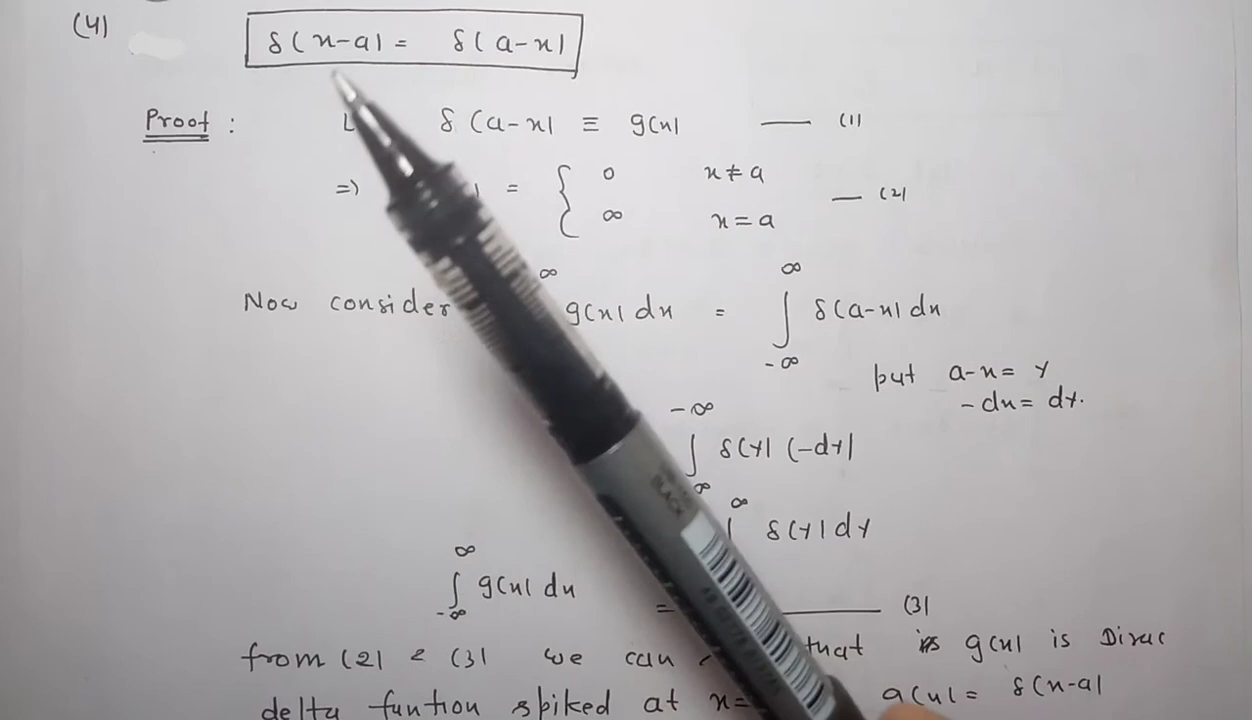 (4) δ(x-a) = δ(a-x)
Proof : δ(a-x) ≡ g(x) —— (1)
=> = { 0 x ≠ a
∞ x = a — (2)
Now consider ∞ g(x) dx = ∫_{-∞}^{∞} δ(a-x) dx
put a-x = y
-dx = dy.
∫_{∞}^{-∞} δ(y) (-dy)
∞ δ(y) dy
∫_{-∞}^{∞} g(x) dx = —— (3)
from (2) & (3) we can that g(x) is Dirac
delta funtion spiked at x= g(x) = δ(x-a)
BLACK